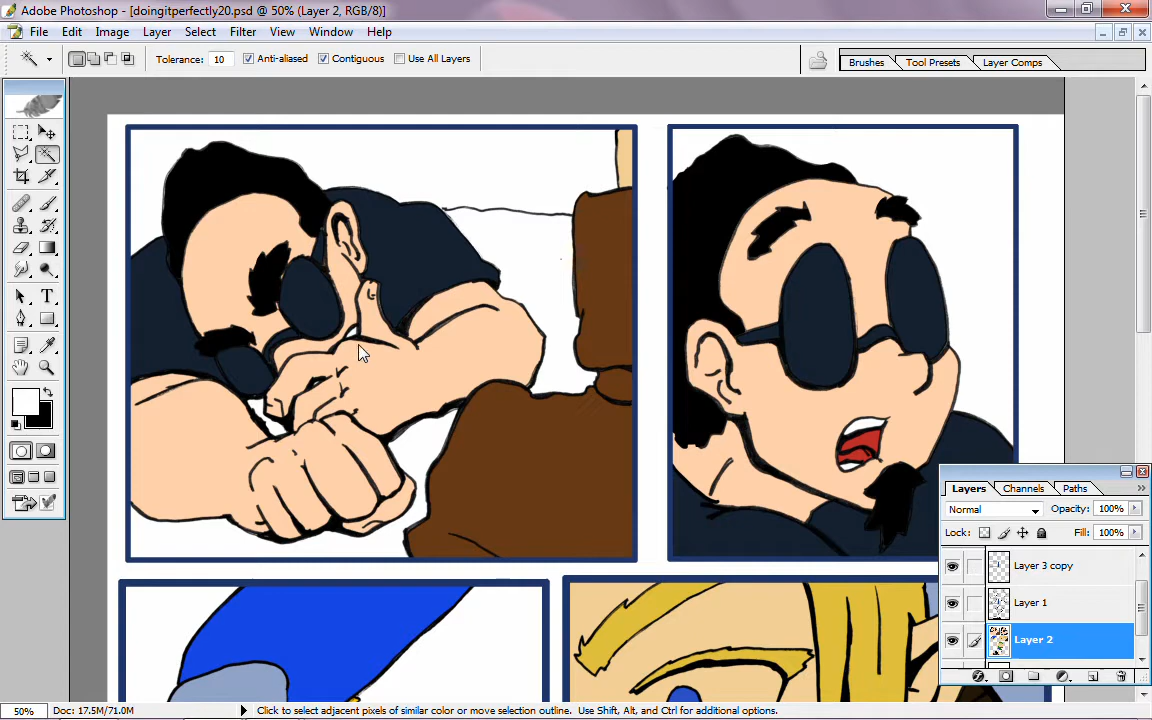 Adobe Photoshop - [doingitperfectly20.psd @ 50% (Layer 2, RGB/8)]
File Edit Image Layer Select Filter View Window Help
Tolerance: 10 Anti-aliased Contiguous Use All Layers Brushes Tool Presets Layer Comps
Layers Channels Paths
Normal Opacity: 100%
Lock: Fill: 100%
Layer 3 copy
Layer 1
Layer 2
50% Doc: 17.5M/71.0M Click to select adjacent pixels of similar color or move selection outline. Use Shift, Alt, and Ctrl for additional options.